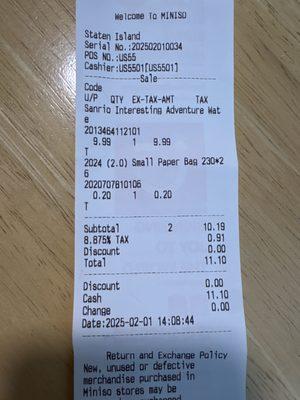 Welcome To MINISO
Staten Island
Serial No.:202502010034
POS NO.:US55
Cashier:US5501[US5501]
Sale
Code
U/P QTY EX-TAX-AMT TAX
Sanrio Interesting Adventure Wat
e
2013464112101
9.99 1 9.99
T
2024 (2.0) Small Paper Bag 230*2
6
2020707810106
0.20 1 0.20
T
Subtotal 2 10.19
8.875% TAX 0.91
Discount 0.00
Total 11.10
Discount 0.00
Cash 11.10
Change 0.00
Date:2025-02-01 14:08:44
Return and Exchange Policy
New, unused or defective
merchandise purchased in
Miniso stores may be